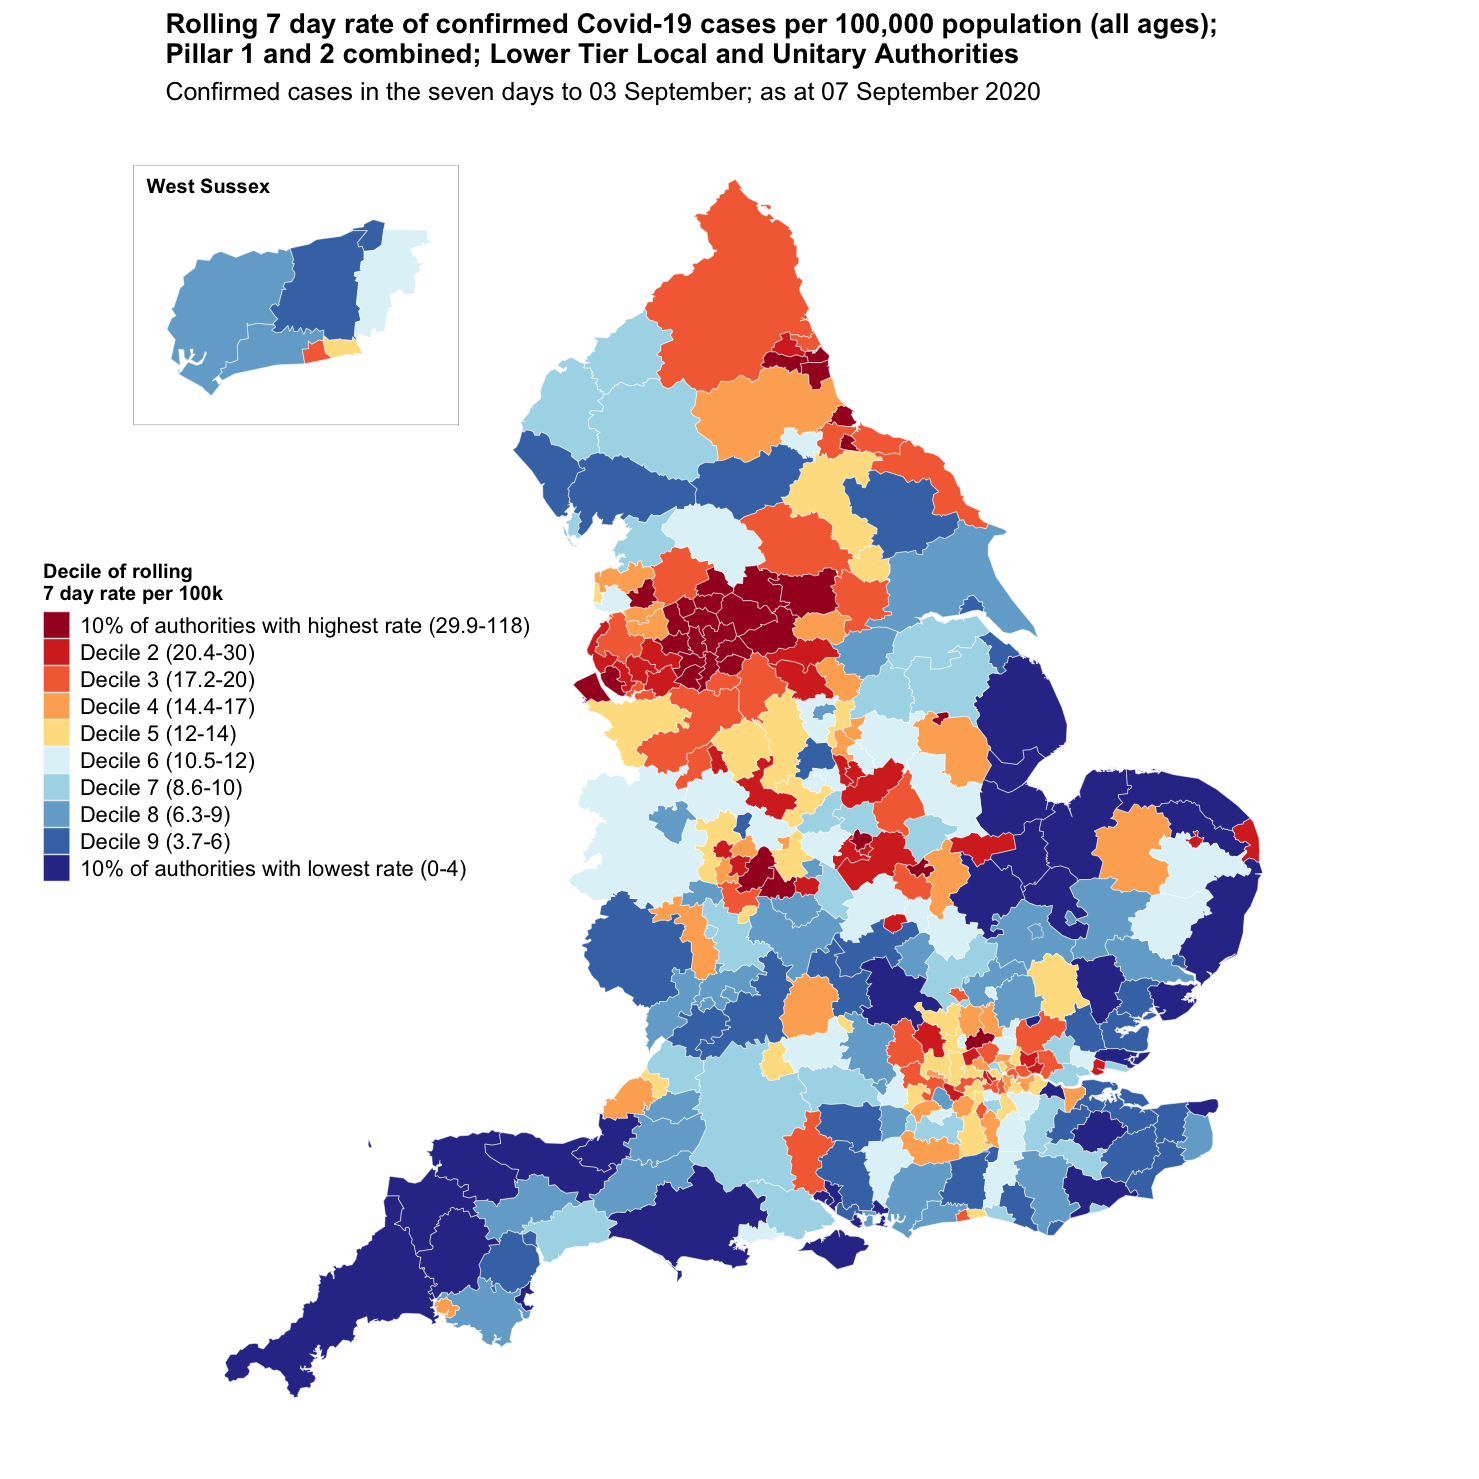 Rolling 7 day rate of confirmed Covid-19 cases per 100,000 population (all ages);
Pillar 1 and 2 combined; Lower Tier Local and Unitary Authorities
Confirmed cases in the seven days to 03 September; as at 07 September 2020
West Sussex
Decile of rolling
7 day rate per 100k
10% of authorities with highest rate (29.9-118)
Decile 2 (20.4-30)
Decile 3 (17.2-20)
Decile 4 (14.4-17)
Decile 5 (12-14)
Decile 6 (10.5-12)
Decile 7 (8.6-10)
Decile 8 (6.3-9)
Decile 9 (3.7-6)
10% of authorities with lowest rate (0-4)